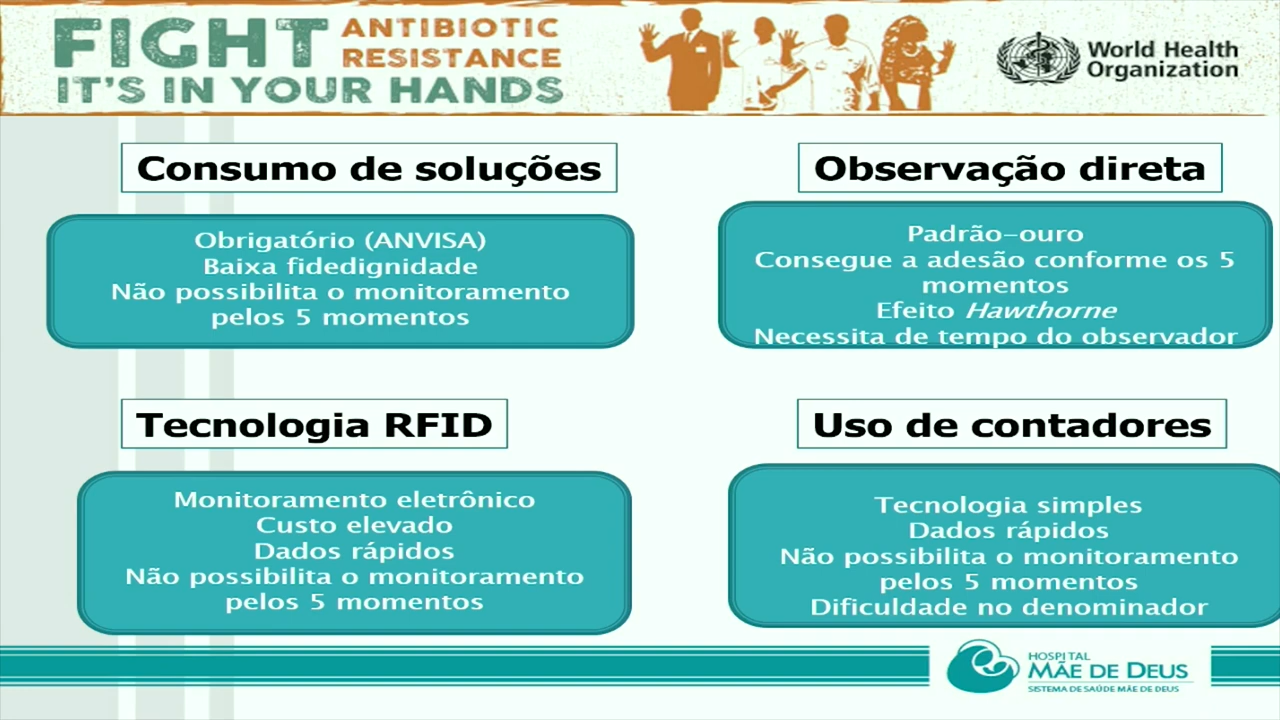 FIGHT ANTIBIOTIC RESISTANCE
IT'S IN YOUR HANDS
World Health
Organization
Consumo de soluções
Obrigatório (ANVISA)
Baixa fidedignidade
Não possibilita o monitoramento
pelos 5 momentos
Observação direta
Padrão-ouro
Consegue a adesão conforme os 5
momentos
Efeito Hawthorne
Necessita de tempo do observador
Tecnologia RFID
Monitoramento eletrônico
Custo elevado
Dados rápidos
Não possibilita o monitoramento
pelos 5 momentos
Uso de contadores
Tecnologia simples
Dados rápidos
Não possibilita o monitoramento
pelos 5 momentos
Dificuldade no denominador
HOSPITAL
MÃE DE DEUS
SISTEMA DE SAÚDE MÃE DE DEUS